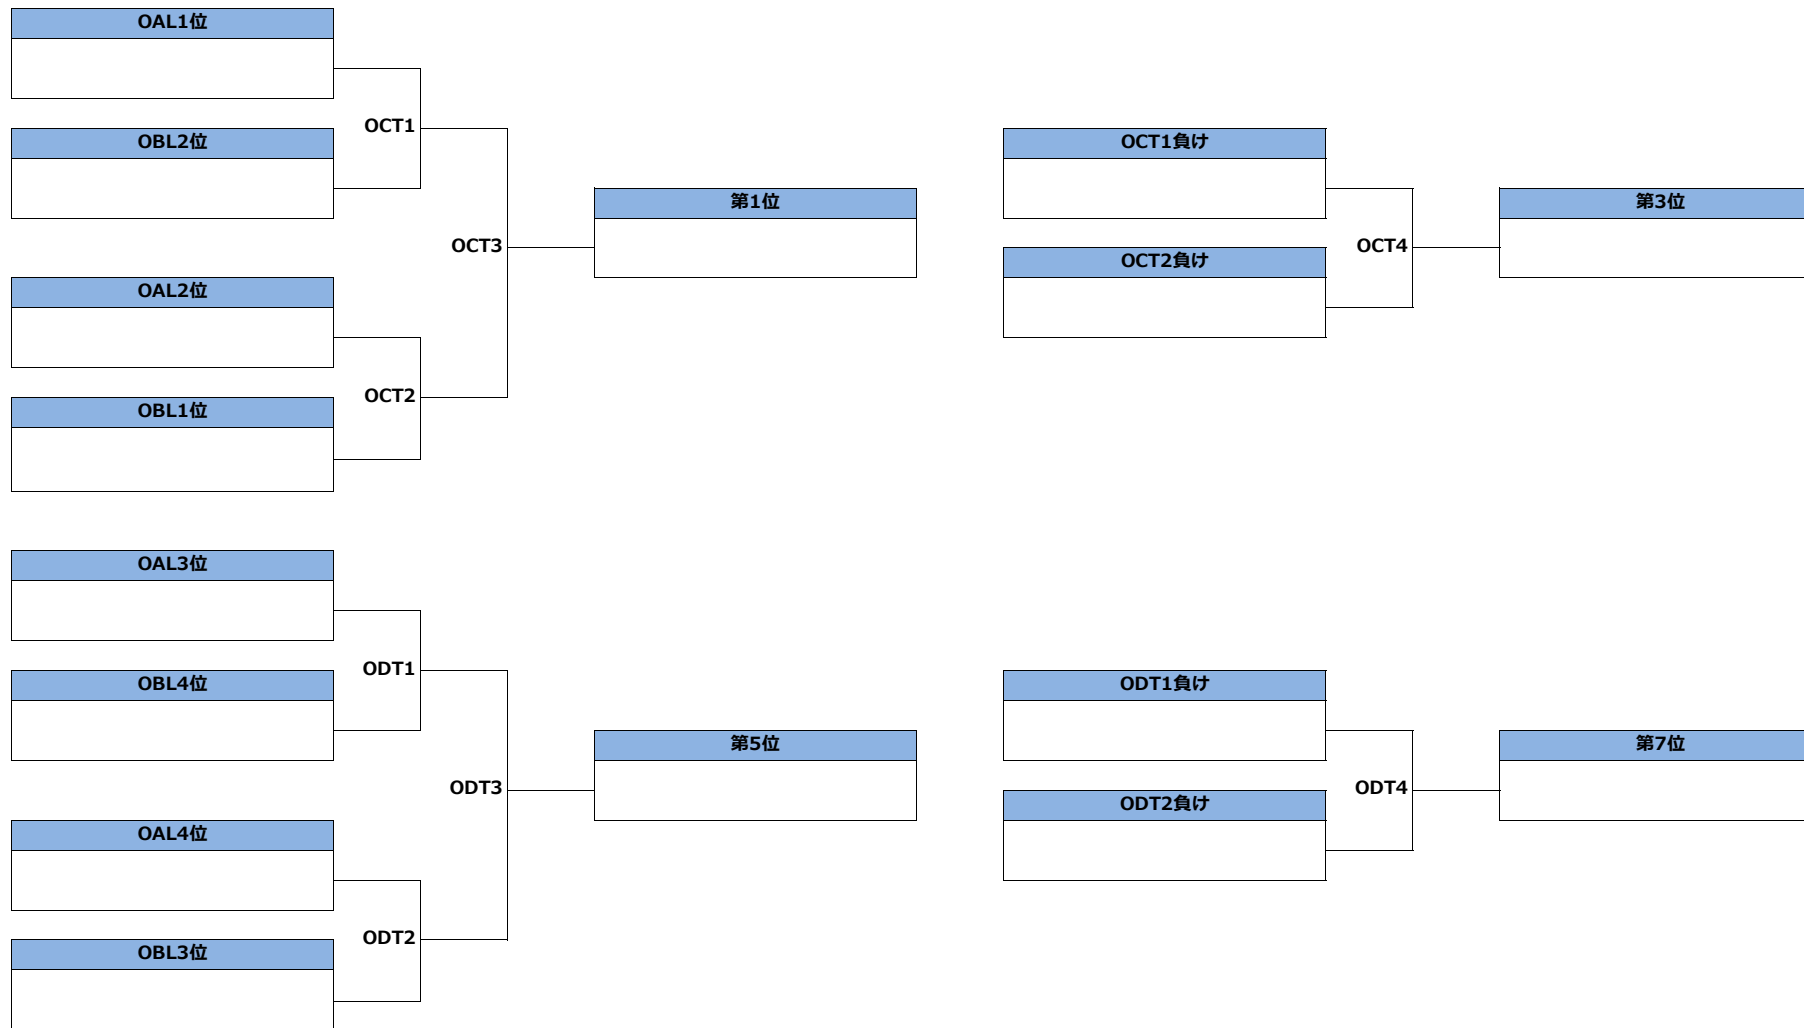 OAL1位
OCT1
OBL2位
OCT1負け
第1位
第3位
OCT3
OCT4
OCT2負け
OAL2位
OCT2
OBL1位
OAL3位
ODT1
OBL4位
ODT1負け
第5位
第7位
ODT3
ODT4
ODT2負け
OAL4位
ODT2
OBL3位